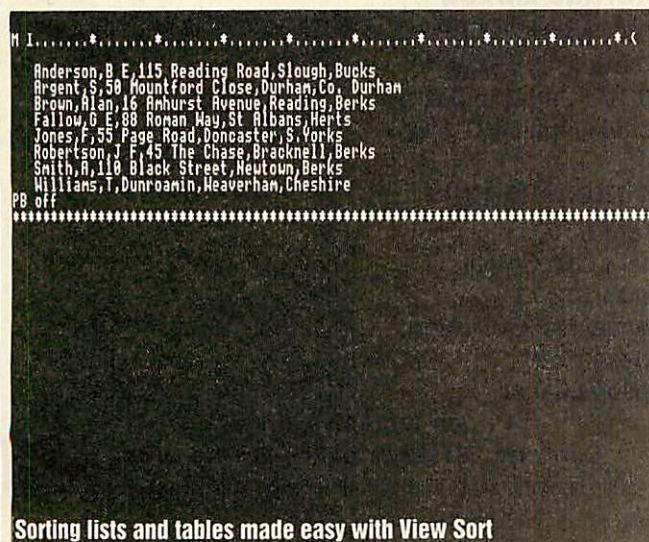 M I.......*.......*.......*.......*.......*.......*.......*.......*.......*.<
Anderson,B E,115 Reading Road,Slough,Bucks
Argent,S,50 Mountford Close,Durham,Co. Durham
Brown,Alan,16 Amhurst Avenue,Reading,Berks
Fallow,G E,88 Roman Way,St Albans,Herts
Jones,F,55 Page Road,Doncaster,S.Yorks
Robertson,J F,45 The Chase,Bracknell,Berks
Smith,A,110 Black Street,Newtown,Berks
Williams,T,Dunroamin,Weaverham,Cheshire
PB off
******************************************************************************
Sorting lists and tables made easy with View Sort